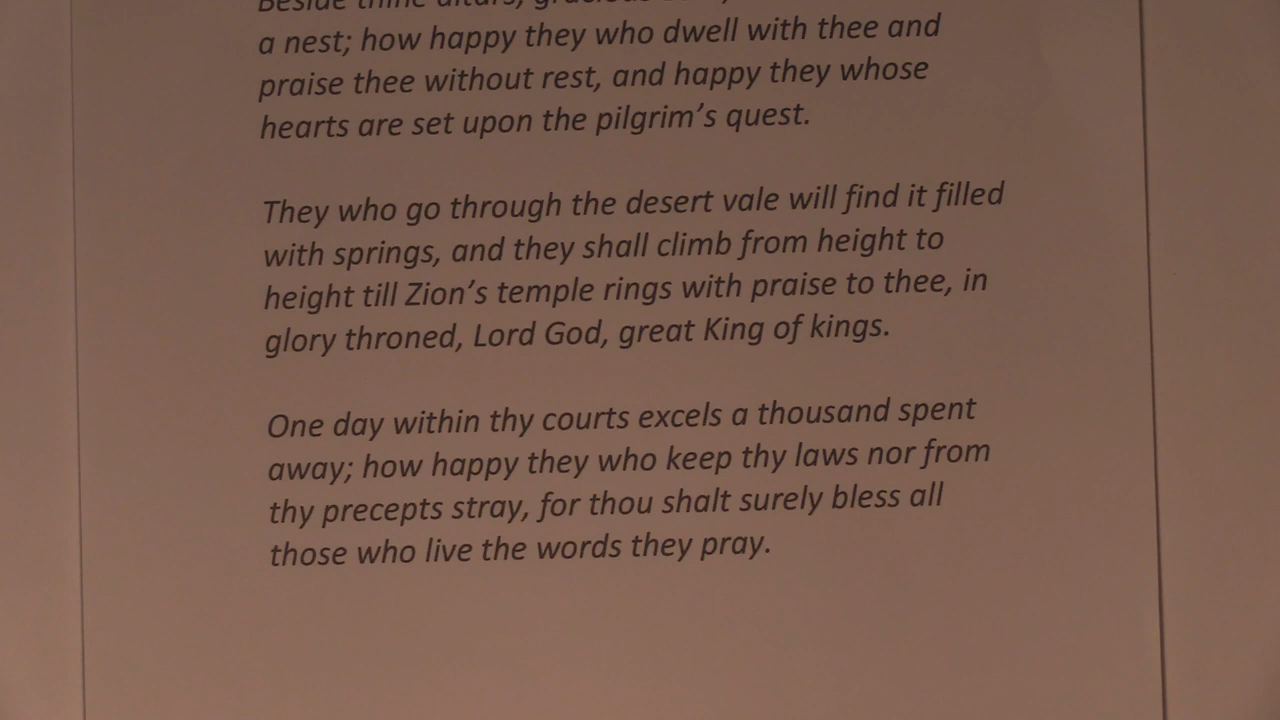 Beside thine altars, gracious
a nest; how happy they who dwell with thee and
praise thee without rest, and happy they whose
hearts are set upon the pilgrim's quest.
They who go through the desert vale will find it filled
with springs, and they shall climb from height to
height till Zion's temple rings with praise to thee, in
glory throned, Lord God, great King of kings.
One day within thy courts excels a thousand spent
away; how happy they who keep thy laws nor from
thy precepts stray, for thou shalt surely bless all
those who live the words they pray.